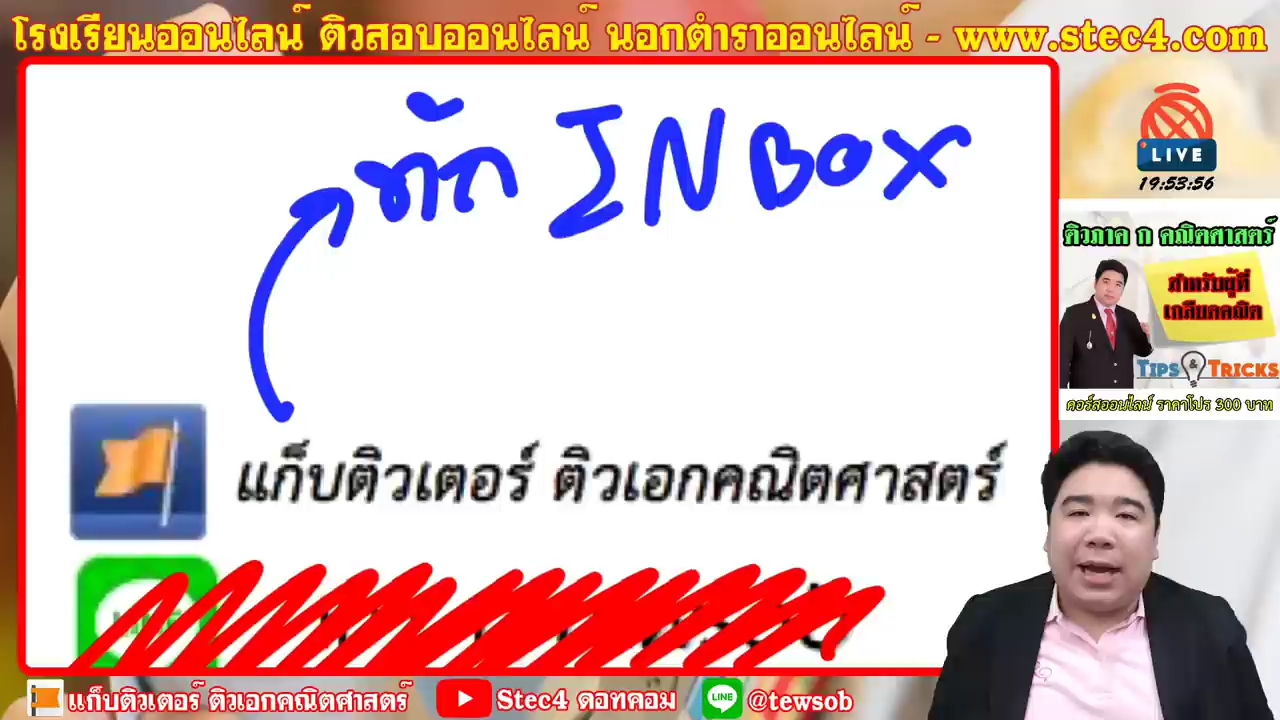 โรงเรียนออนไลน์ ติวสอบออนไลน์ นอกตำราออนไลน์ - www.stec4.com
ทัก INBOX
LIVE
19:53:56
ติวภาค ก คณิตศาสตร์
สำหรับผู้ที่
เกลียดคณิต
TIPS & TRICKS
คอร์สออนไลน์ ราคาโปร 300 บาท
แก็บติวเตอร์ ติวเอกคณิตศาสตร์
แก็บติวเตอร์ ติวเอกคณิตศาสตร์
Stec4 ดอทคอม
LINE
@tewsob